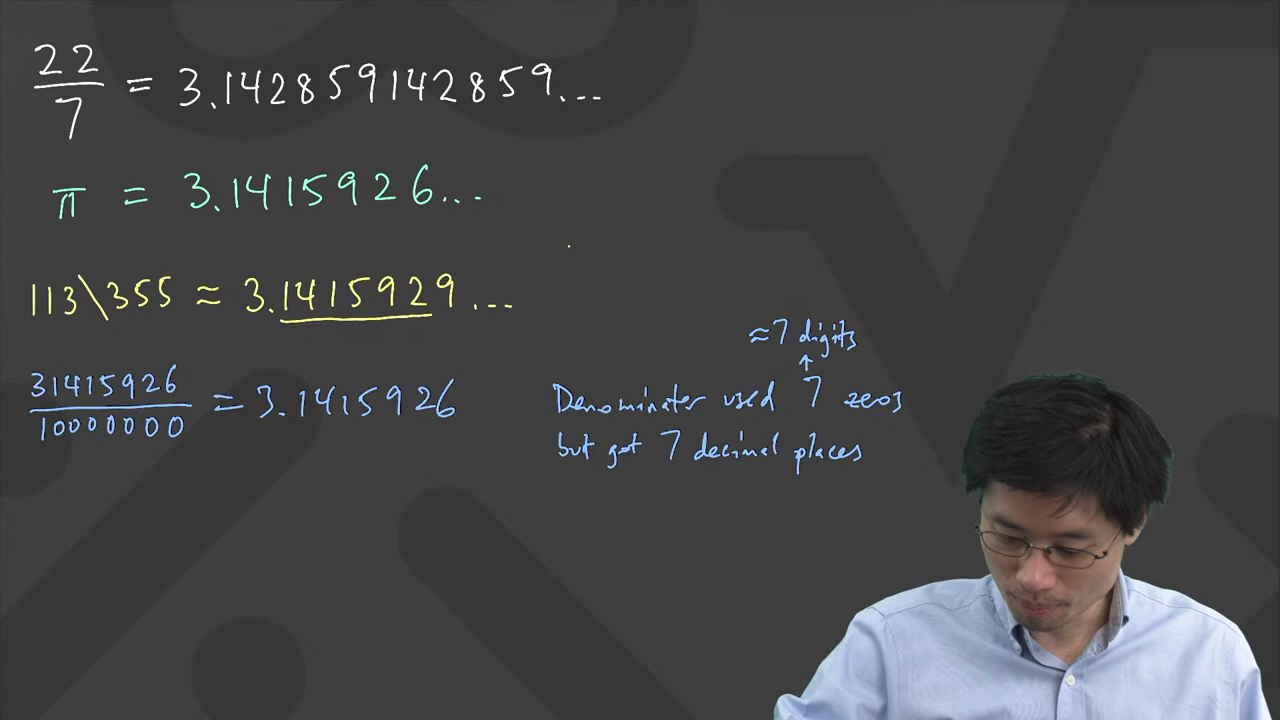 22/7 = 3.142859142859...
π = 3.1415926...
113\355 ≈ 3.1415929...
≈7 digits
↑
31415926/10000000 = 3.1415926
Denominater used 7 zeros
but got 7 decimal places